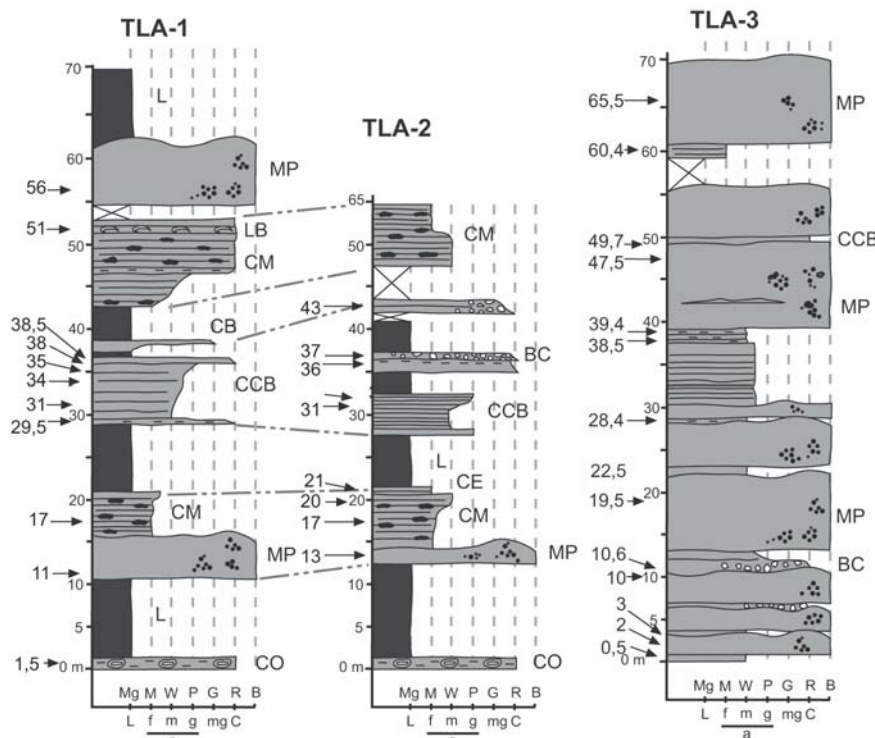 TLA-1
70
L
60
MP
56
51
LB
50
CM
38,5
40
CB
38
35
34
CCB
31
30
29,5
20
17
CM
MP
11
10
L
5
1,5
0 m
CO
Mg M W P G R B
L f m g mg C
a
TLA-2
65
50
CM
43
40
37
BC
36
31
30
CCB
L
21
CE
20
20
17
CM
13
MP
10
5
0 m
CO
Mg M W P G R B
L f m g mg C
a
TLA-3
70
65,5
MP
60,4
60
49,7
50
CCB
47,5
MP
39,4
40
38,5
30
28,4
22,5
20
19,5
MP
10,6
BC
10
10
3
5
2
0,5
0 m
Mg M W P G R B
L f m g mg C
a